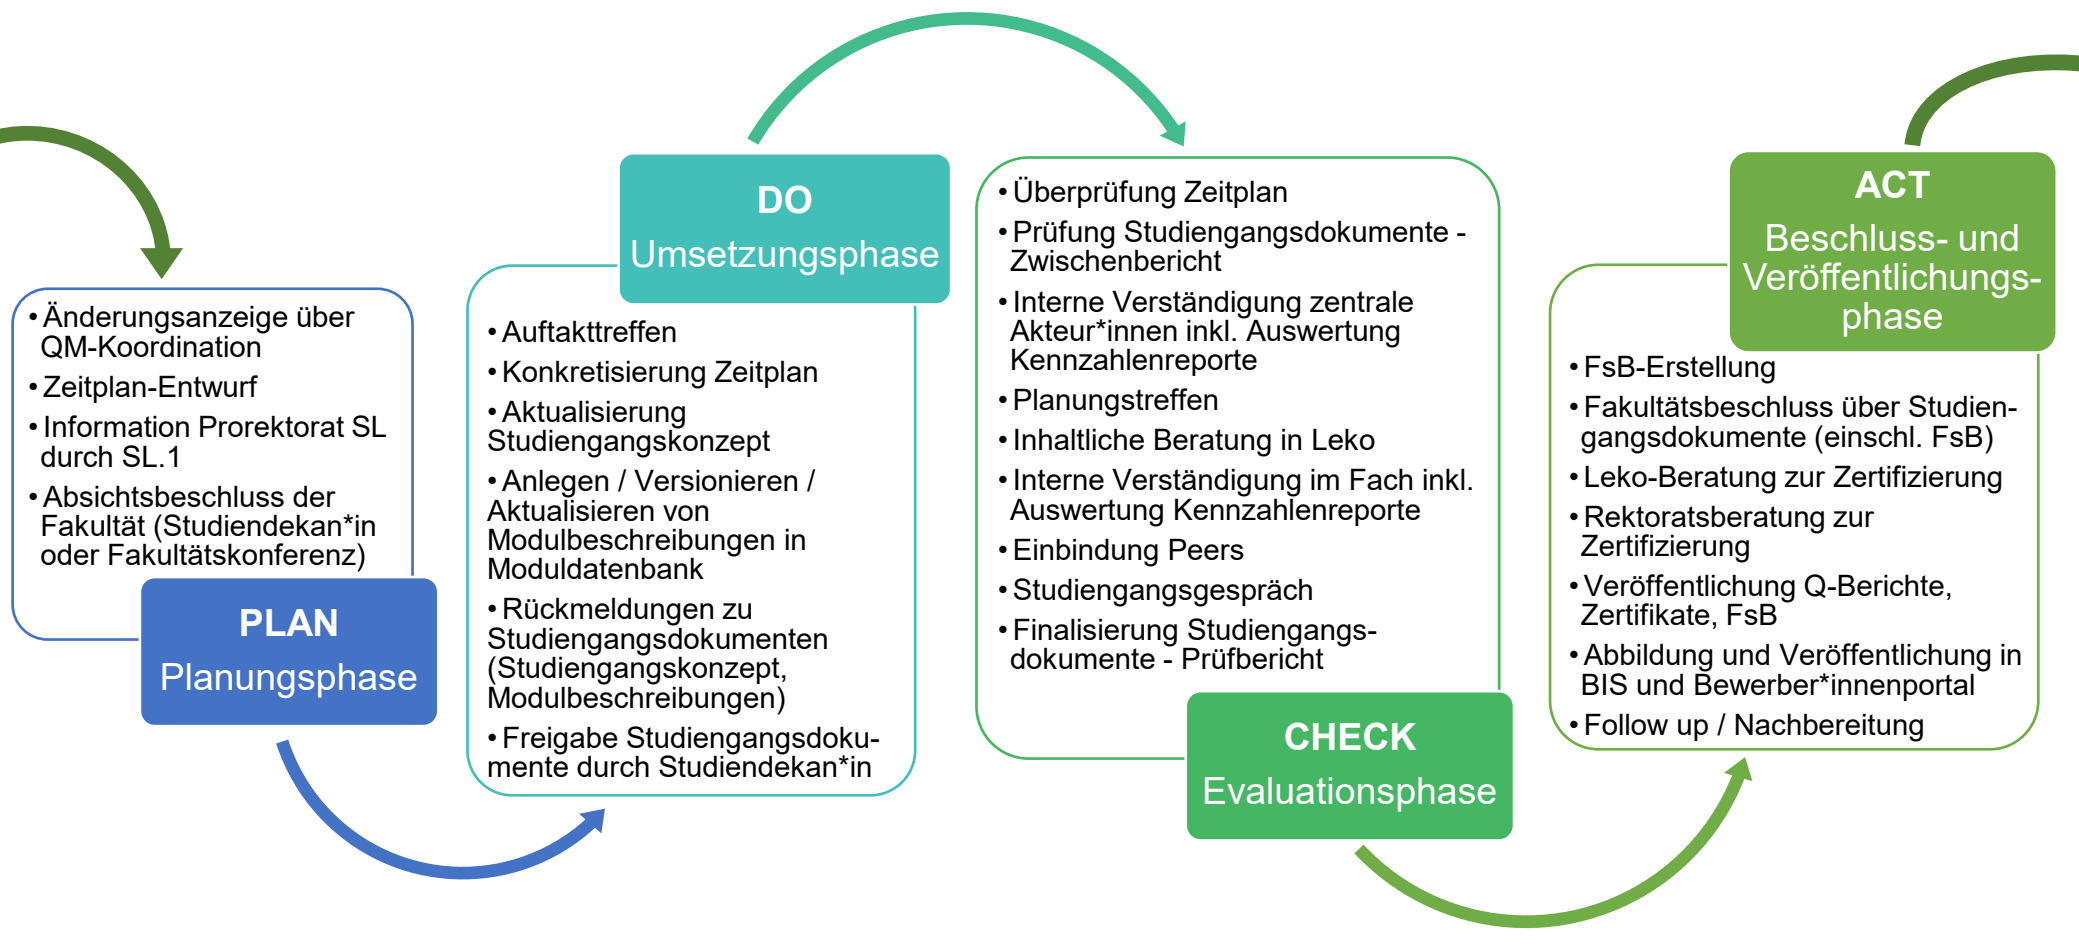 • Änderungsanzeige über
QM-Koordination
• Zeitplan-Entwurf
• Information Prorektorat SL
durch SL.1
• Absichtsbeschluss der
Fakultät (Studiendekan*in
oder Fakultätskonferenz)
PLAN
Planungsphase
DO
Umsetzungsphase
• Auftakttreffen
• Konkretisierung Zeitplan
• Aktualisierung
Studiengangskonzept
• Anlegen / Versionieren /
Aktualisieren von
Modulbeschreibungen in
Moduldatenbank
• Rückmeldungen zu
Studiengangsdokumenten
(Studiengangskonzept,
Modulbeschreibungen)
• Freigabe Studiengangsdoku-
mente durch Studiendekan*in
• Überprüfung Zeitplan
• Prüfung Studiengangsdokumente -
Zwischenbericht
• Interne Verständigung zentrale
Akteur*innen inkl. Auswertung
Kennzahlenreporte
• Planungstreffen
• Inhaltliche Beratung in Leko
• Interne Verständigung im Fach inkl.
Auswertung Kennzahlenreporte
• Einbindung Peers
• Studiengangsgespräch
• Finalisierung Studiengangs-
dokumente - Prüfbericht
CHECK
Evaluationsphase
ACT
Beschluss- und
Veröffentlichungs-
phase
• FsB-Erstellung
• Fakultätsbeschluss über Studien-
gangsdokumente (einschl. FsB)
• Leko-Beratung zur Zertifizierung
• Rektoratsberatung zur
Zertifizierung
• Veröffentlichung Q-Berichte,
Zertifikate, FsB
• Abbildung und Veröffentlichung in
BIS und Bewerber*innenportal
• Follow up / Nachbereitung